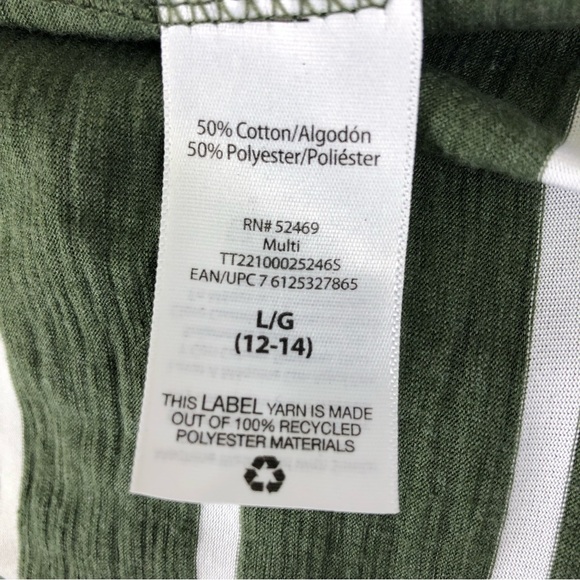 50% Cotton/Algodón
50% Polyester/Poliéster
RN# 52469
Multi
TT22100025246S
EAN/UPC 7 6125327865
L/G
(12-14)
THIS LABEL YARN IS MADE
OUT OF 100% RECYCLED
POLYESTER MATERIALS